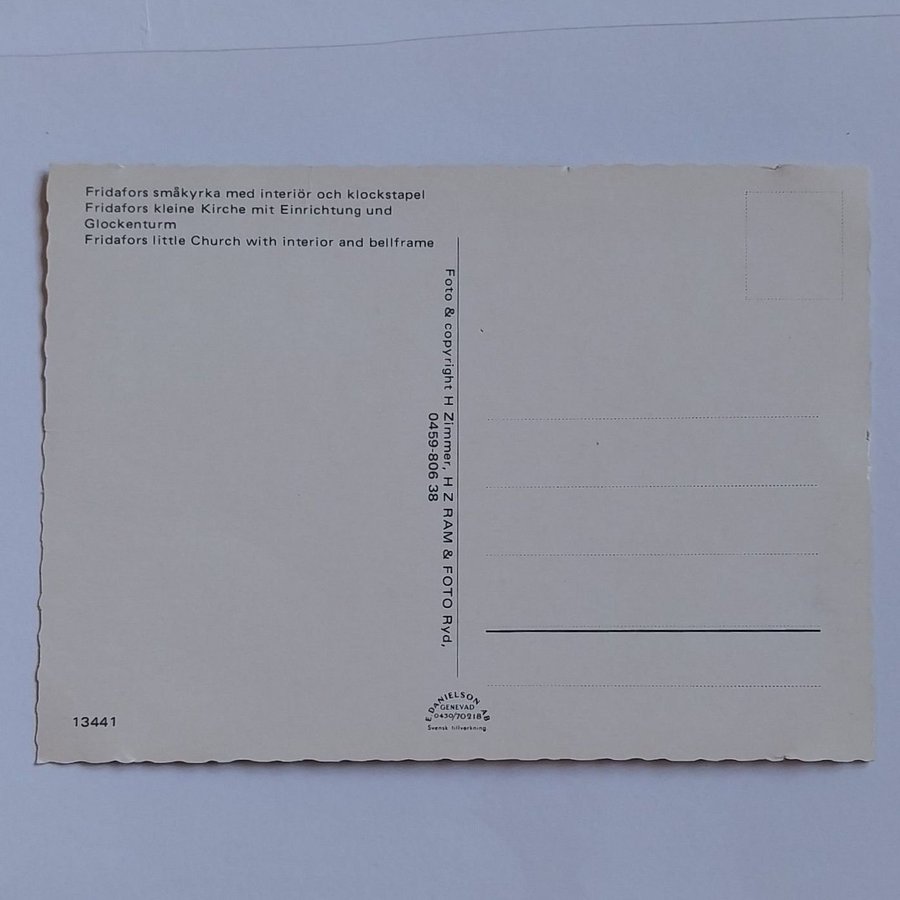 Fridafors småkyrka med interiör och klockstapel
Fridafors kleine Kirche mit Einrichtung und
Glockenturm
Fridafors little Church with interior and bellframe
Foto & copyright H Zimmer, H Z RAM & FOTO Ryd,
0459-806 38
13441
E. DANIELSON AB
GENEVAD
0430/70218
Svensk tillverkning